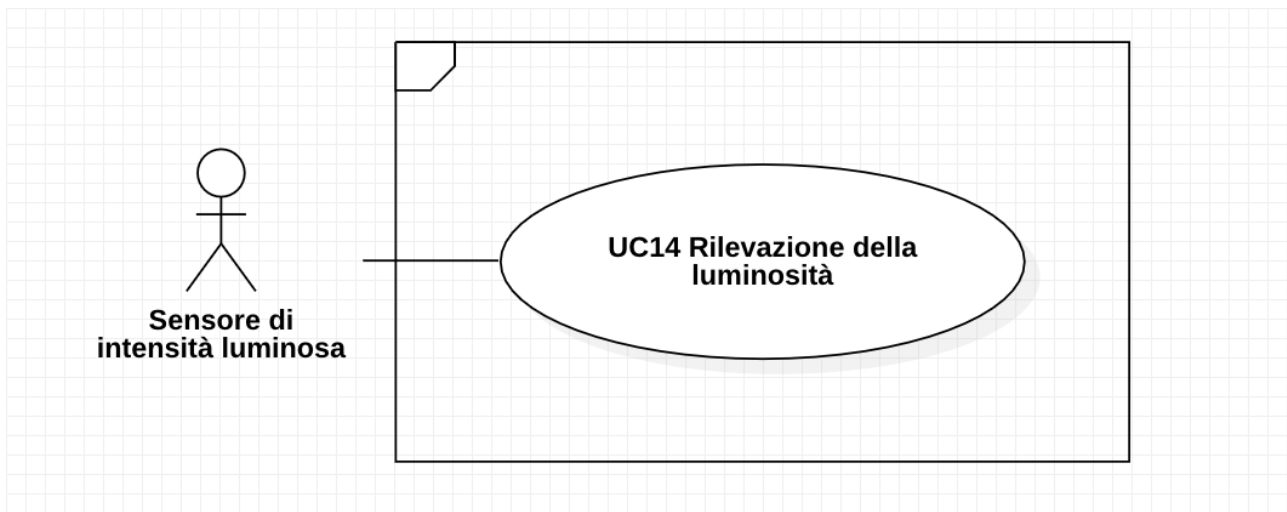 UC14 Rilevazione della
luminosità
Sensore di
intensità luminosa